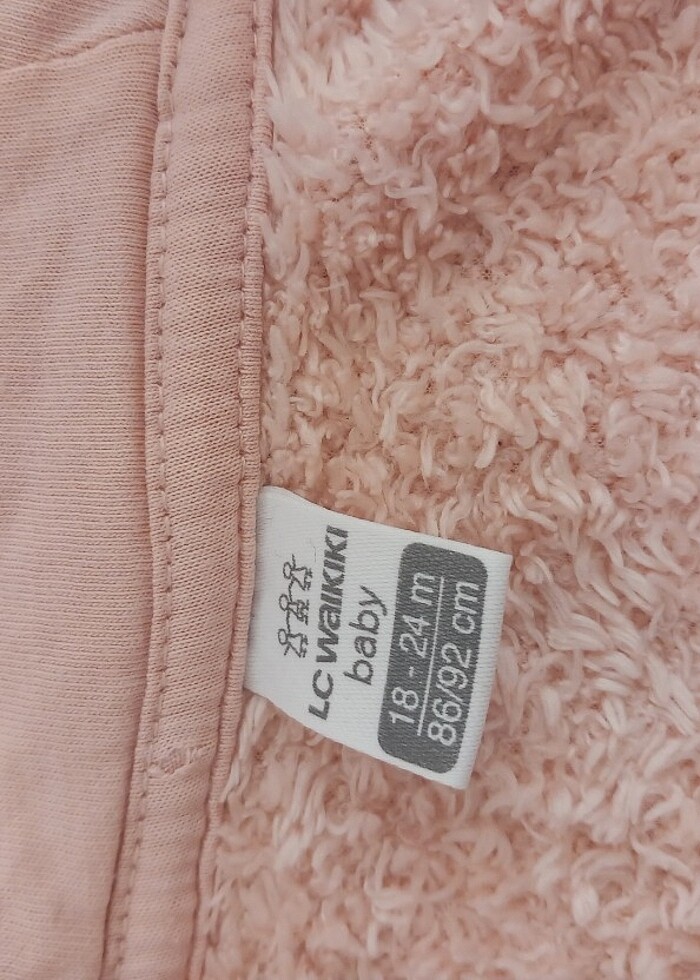 LC WAIKIKI
baby
18 - 24 m
86/92 cm